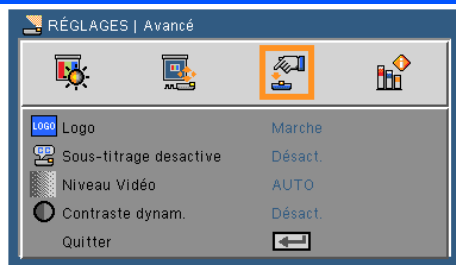 RÉGLAGES | Avancé
LOGO Logo Marche
Sous-titrage desactive Désact.
Niveau Vidéo AUTO
Contraste dynam. Désact.
Quitter